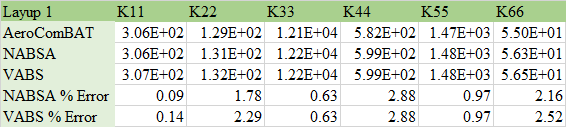 Layup 1 K11 K22 K33 K44 K55 K66
AeroComBAT 3.06E+02 1.29E+02 1.21E+04 5.82E+02 1.47E+03 5.50E+01
NABSA 3.06E+02 1.31E+02 1.22E+04 5.99E+02 1.48E+03 5.63E+01
VABS 3.07E+02 1.32E+02 1.22E+04 5.99E+02 1.48E+03 5.65E+01
NABSA % Error 0.09 1.78 0.63 2.88 0.97 2.16
VABS % Error 0.14 2.29 0.63 2.88 0.97 2.52